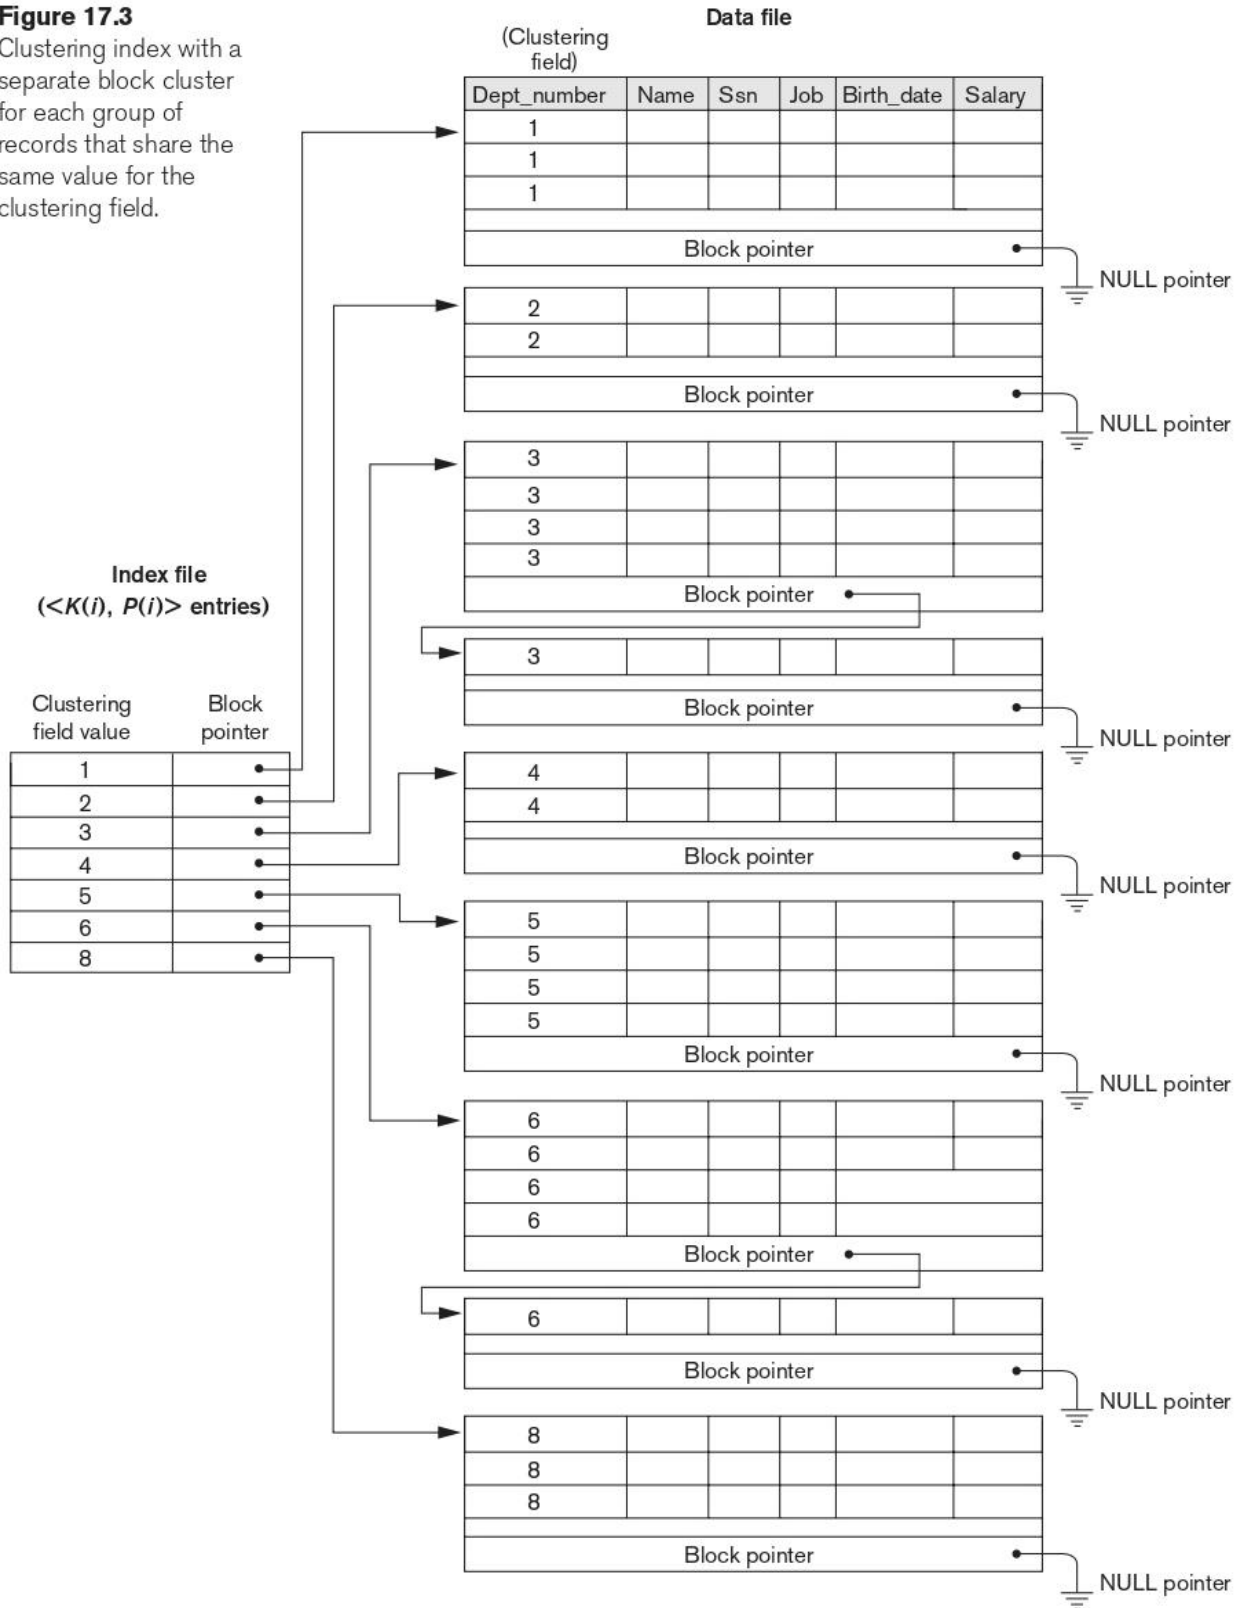 Figure 17.3
Clustering index with a
separate block cluster
for each group of
records that share the
same value for the
clustering field.
Data file
(Clustering
field)
Dept_number Name Ssn Job Birth_date Salary
1
1
1
Block pointer
NULL pointer
2
2
Block pointer
NULL pointer
3
3
3
3
Block pointer
3
Block pointer
NULL pointer
4
4
Block pointer
NULL pointer
5
5
5
5
Block pointer
NULL pointer
6
6
6
6
Block pointer
6
Block pointer
NULL pointer
8
8
8
Block pointer
NULL pointer
Index file
(<K(i), P(i)> entries)
Clustering
field value
Block
pointer
1
2
3
4
5
6
8